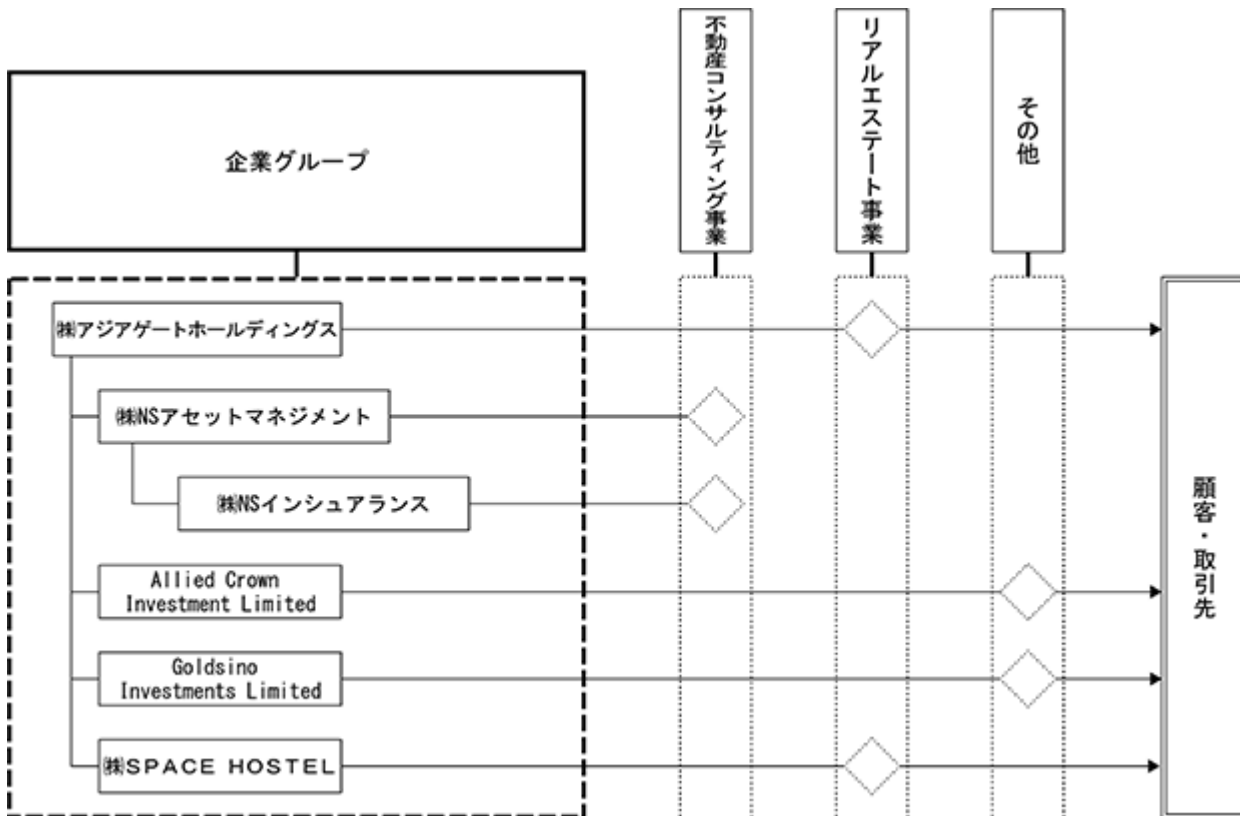 企業グループ
不動産コンサルティング事業
リアルエステート事業
その他
㈱アジアゲートホールディングス
㈱NSアセットマネジメント
㈱NSインシュアランス
Allied Crown
Investment Limited
Goldsino
Investments Limited
㈱SPACE HOSTEL
顧客・取引先